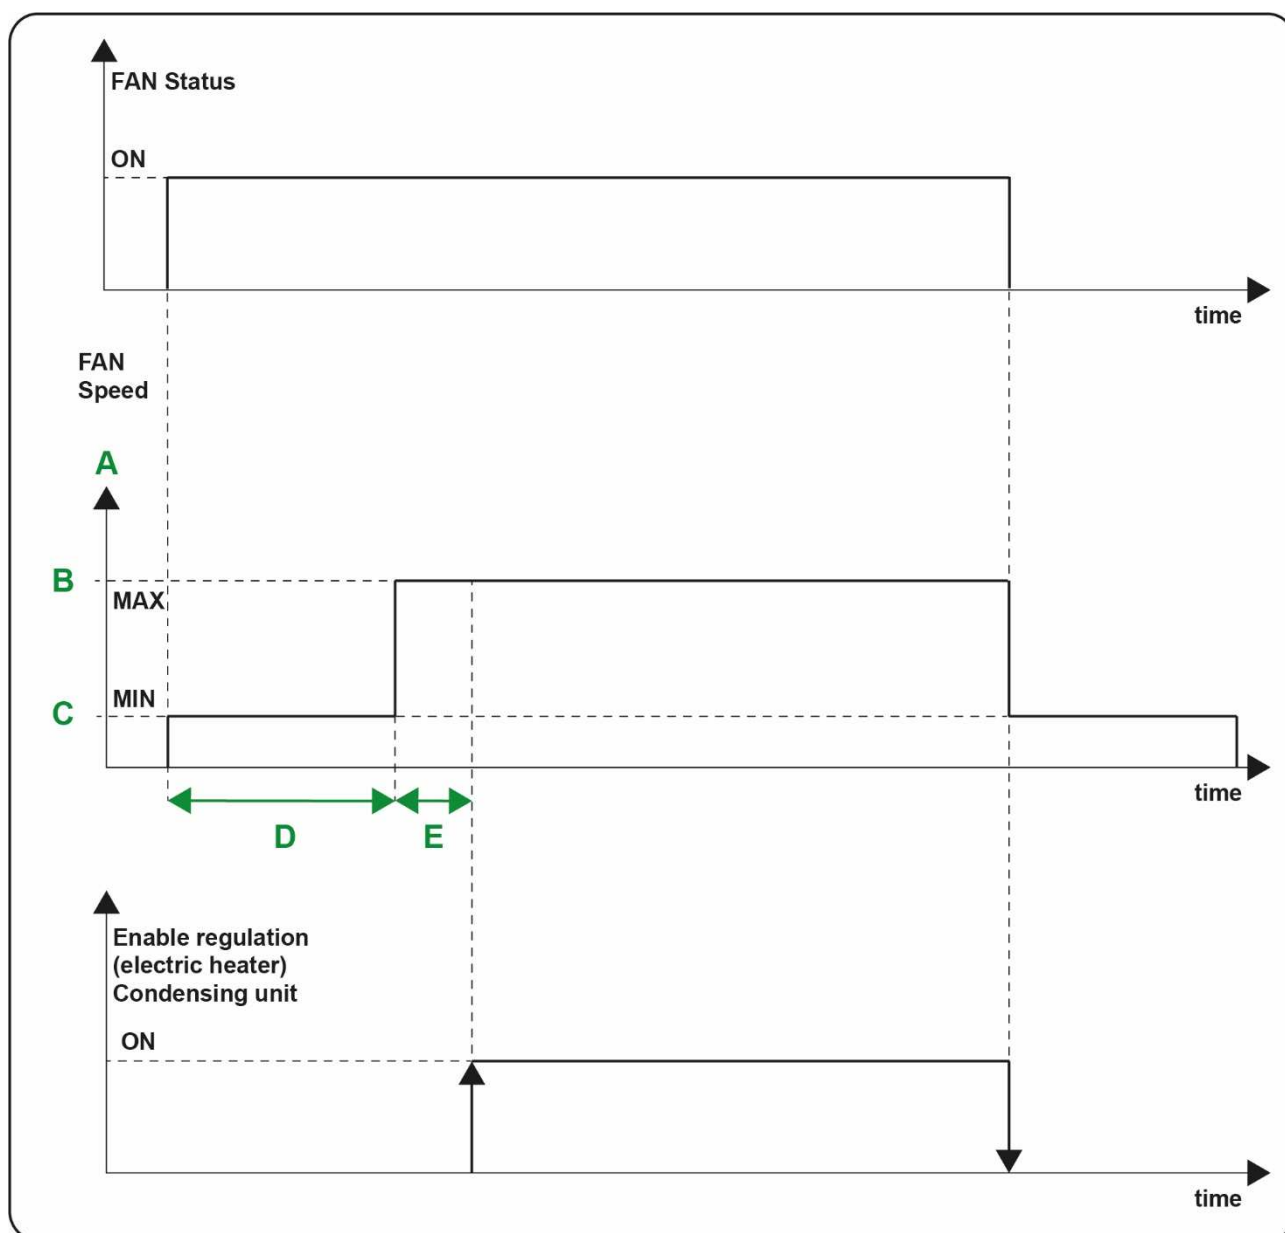 FAN Status
ON
time
FAN
Speed
A
B
MAX
MIN
C
time
D
E
Enable regulation
(electric heater)
Condensing unit
ON
time